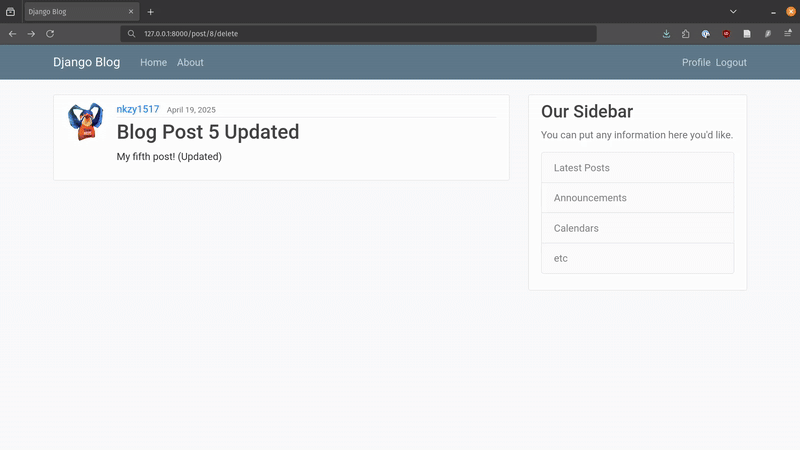 Django Blog
127.0.0.1:8000/post/8/delete
Django Blog
Home
About
Profile
Logout
nkzy1517
April 19, 2025
Blog Post 5 Updated
My fifth post! (Updated)
Our Sidebar
You can put any information here you'd like.
Latest Posts
Announcements
Calendars
etc